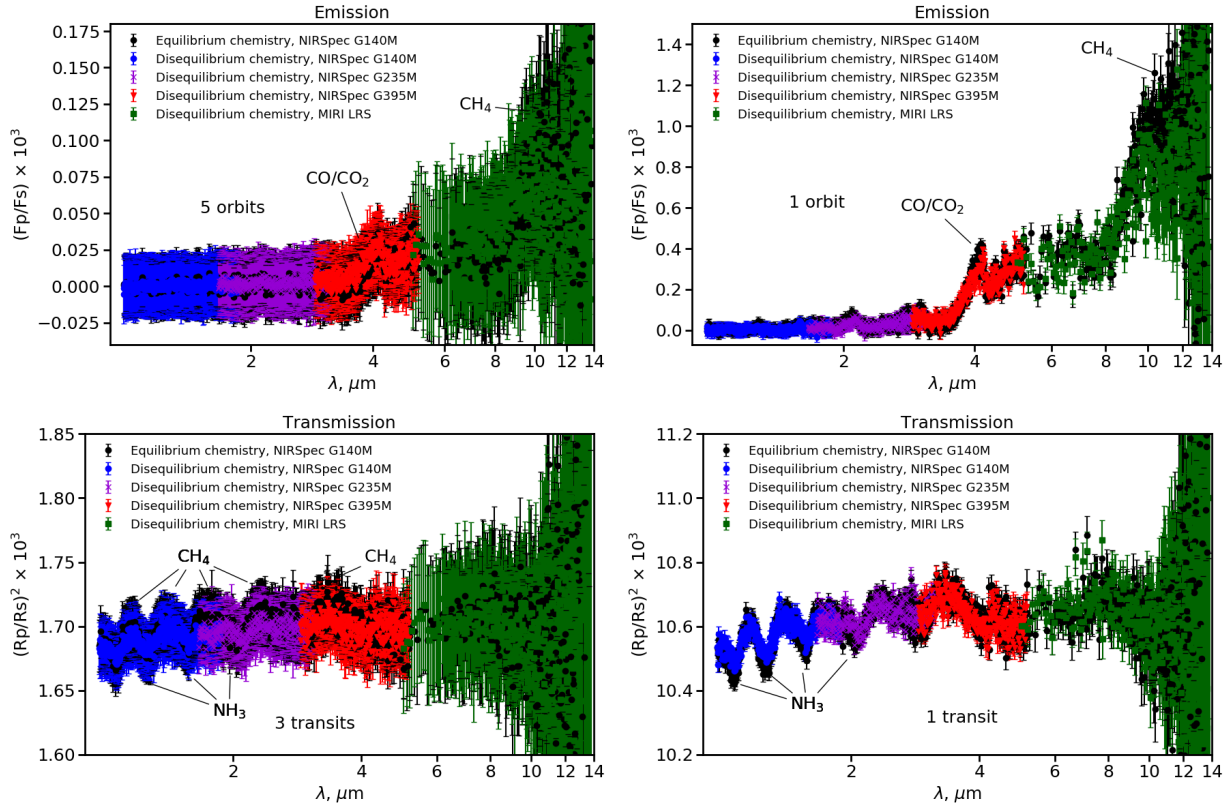 Emission
0.175
0.150
0.125
0.100
0.075
0.050
0.025
0.000
−0.025
(Fp/Fs) × 10³
Equilibrium chemistry, NIRSpec G140M
Disequilibrium chemistry, NIRSpec G140M
Disequilibrium chemistry, NIRSpec G235M
Disequilibrium chemistry, NIRSpec G395M
Disequilibrium chemistry, MIRI LRS
CH₄
CO/CO₂
5 orbits
2 4 6 8 10 12 14
λ, μm
Emission
1.4
1.2
1.0
0.8
0.6
0.4
0.2
0.0
(Fp/Fs) × 10³
Equilibrium chemistry, NIRSpec G140M
Disequilibrium chemistry, NIRSpec G140M
Disequilibrium chemistry, NIRSpec G235M
Disequilibrium chemistry, NIRSpec G395M
Disequilibrium chemistry, MIRI LRS
CH₄
1 orbit
CO/CO₂
2 4 6 8 10 12 14
λ, μm
Transmission
1.85
1.80
1.75
1.70
1.65
1.60
(Rp/Rs)² × 10³
Equilibrium chemistry, NIRSpec G140M
Disequilibrium chemistry, NIRSpec G140M
Disequilibrium chemistry, NIRSpec G235M
Disequilibrium chemistry, NIRSpec G395M
Disequilibrium chemistry, MIRI LRS
CH₄ CH₄
NH₃
3 transits
2 4 6 8 10 12 14
λ, μm
Transmission
11.2
11.0
10.8
10.6
10.4
10.2
(Rp/Rs)² × 10³
Equilibrium chemistry, NIRSpec G140M
Disequilibrium chemistry, NIRSpec G140M
Disequilibrium chemistry, NIRSpec G235M
Disequilibrium chemistry, NIRSpec G395M
Disequilibrium chemistry, MIRI LRS
NH₃
1 transit
2 4 6 8 10 12 14
λ, μm